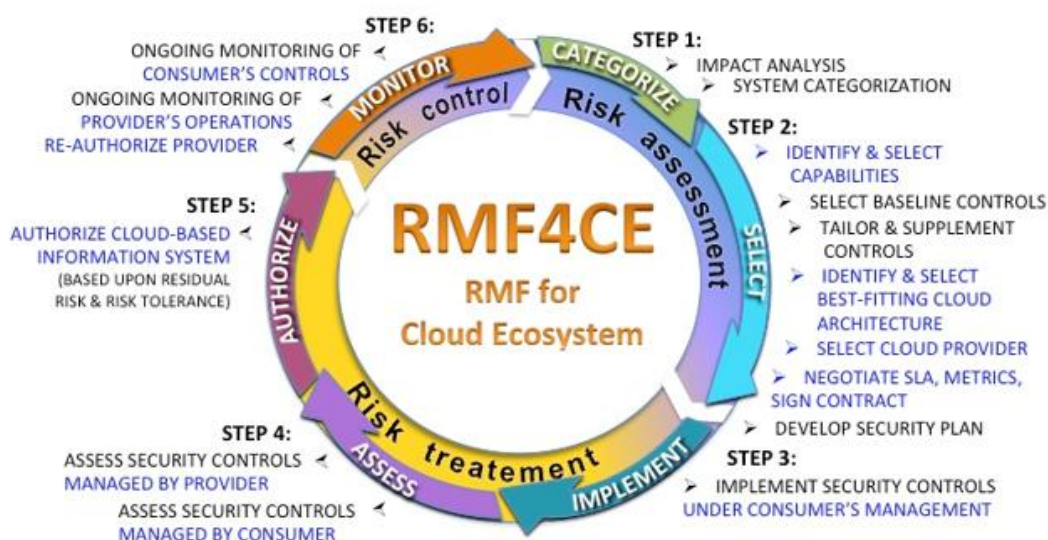 STEP 1:
IMPACT ANALYSIS
SYSTEM CATEGORIZATION
STEP 2:
IDENTIFY & SELECT
CAPABILITIES
SELECT BASELINE CONTROLS
TAILOR & SUPPLEMENT
CONTROLS
IDENTIFY & SELECT
BEST-FITTING CLOUD
ARCHITECTURE
SELECT CLOUD PROVIDER
NEGOTIATE SLA, METRICS,
SIGN CONTRACT
DEVELOP SECURITY PLAN
STEP 3:
IMPLEMENT SECURITY CONTROLS
UNDER CONSUMER'S MANAGEMENT
STEP 4:
ASSESS SECURITY CONTROLS
MANAGED BY PROVIDER
ASSESS SECURITY CONTROLS
MANAGED BY CONSUMER
STEP 5:
AUTHORIZE CLOUD-BASED
INFORMATION SYSTEM
(BASED UPON RESIDUAL
RISK & RISK TOLERANCE)
STEP 6:
ONGOING MONITORING OF
CONSUMER'S CONTROLS
ONGOING MONITORING OF
PROVIDER'S OPERATIONS
RE-AUTHORIZE PROVIDER
CATEGORIZE
SELECT
IMPLEMENT
ASSESS
AUTHORIZE
MONITOR
Risk assessment
Risk treatement
Risk control
RMF4CE
RMF for
Cloud Ecosystem